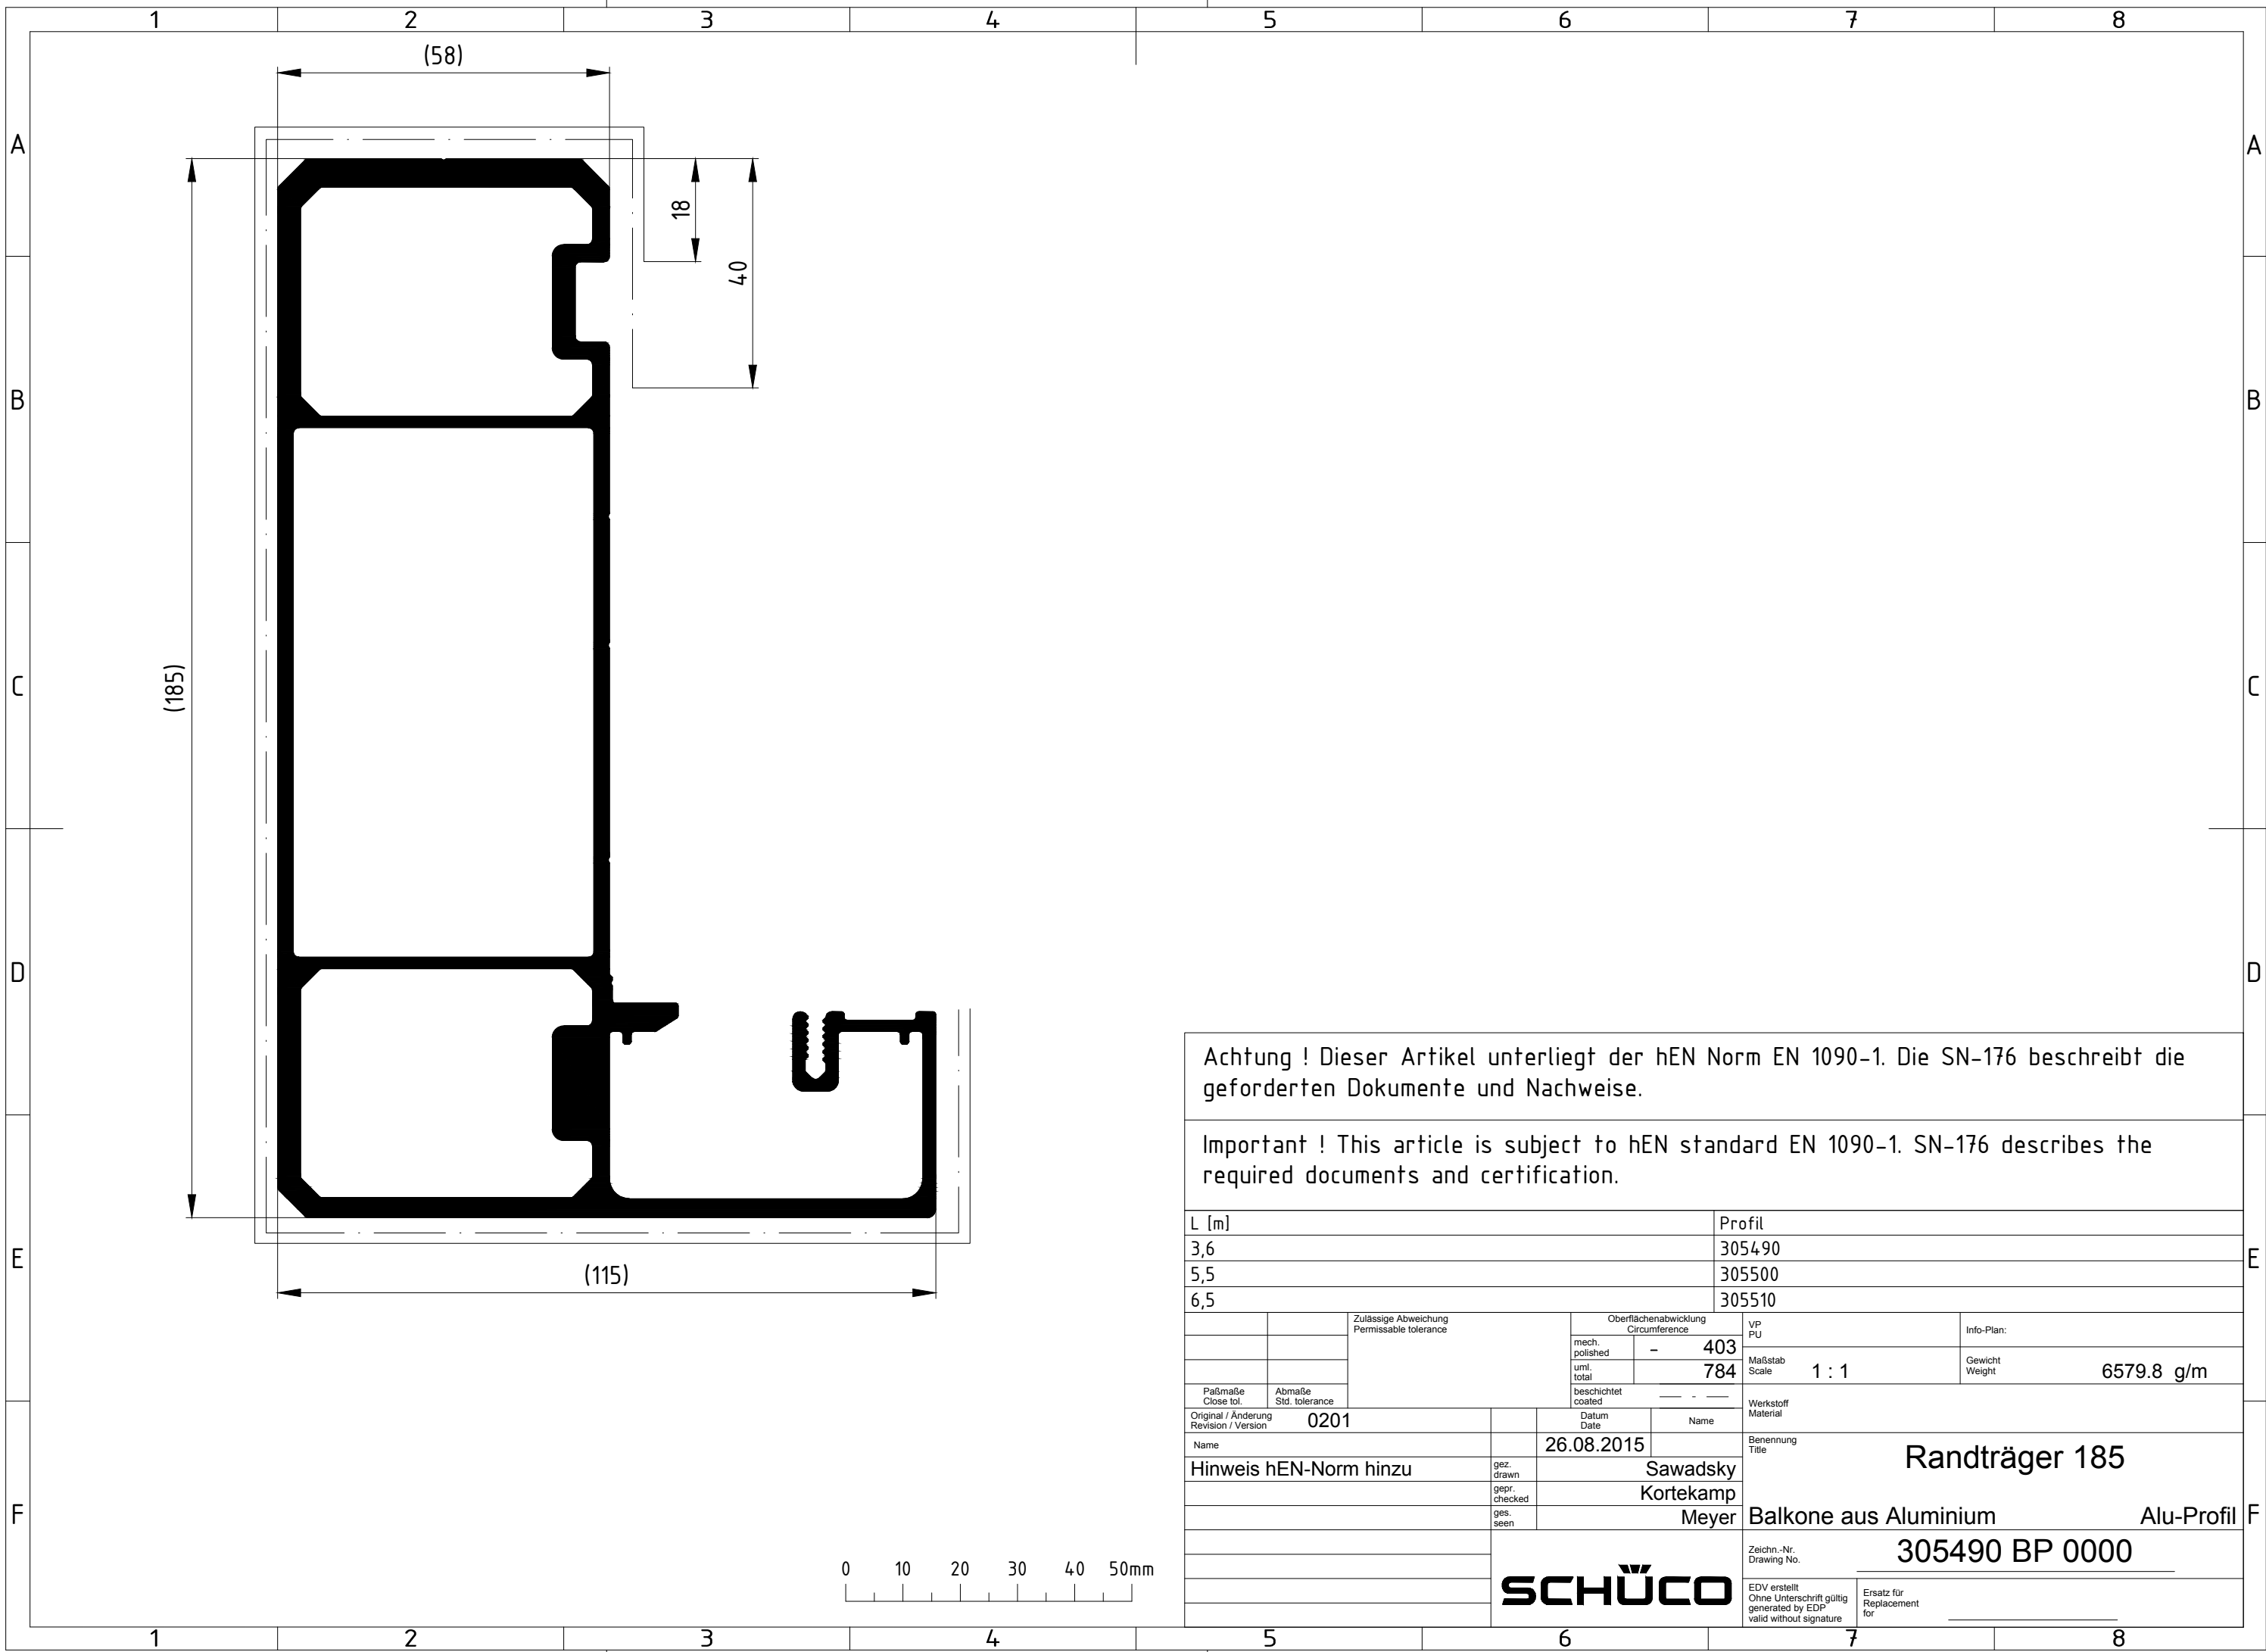 1 2 3 4 5 6 7 8
A A
B B
C C
D D
E E
F F
(58)
18
40
(185)
(115)
0 10 20 30 40 50mm
Achtung ! Dieser Artikel unterliegt der hEN Norm EN 1090-1. Die SN-176 beschreibt die
geforderten Dokumente und Nachweise.
Important ! This article is subject to hEN standard EN 1090-1. SN-176 describes the
required documents and certification.
L [m] Profil
3,6 305490
5,5 305500
6,5 305510
Zulässige Abweichung
Permissable tolerance
Oberflächenabwicklung
Circumference
mech.
polished - 403
uml.
total 784
beschichtet
coated
Paßmaße
Close tol.
Abmaße
Std. tolerance
VP
PU
Info-Plan:
Maßstab
Scale 1 : 1
Gewicht
Weight 6579.8 g/m
Werkstoff
Material
Original / Änderung
Revision / Version 0201
Datum
Date
Name
Name
26.08.2015
Hinweis hEN-Norm hinzu
gez.
drawn Sawadsky
gepr.
checked Kortekamp
ges.
seen Meyer
Benennung
Title
Randträger 185
Balkone aus Aluminium Alu-Profil
Zeichn.-Nr.
Drawing No. 305490 BP 0000
SCHÜCO
EDV erstellt
Ohne Unterschrift gültig
generated by EDP
valid without signature
Ersatz für
Replacement
for
1 2 3 4 5 6 7 8